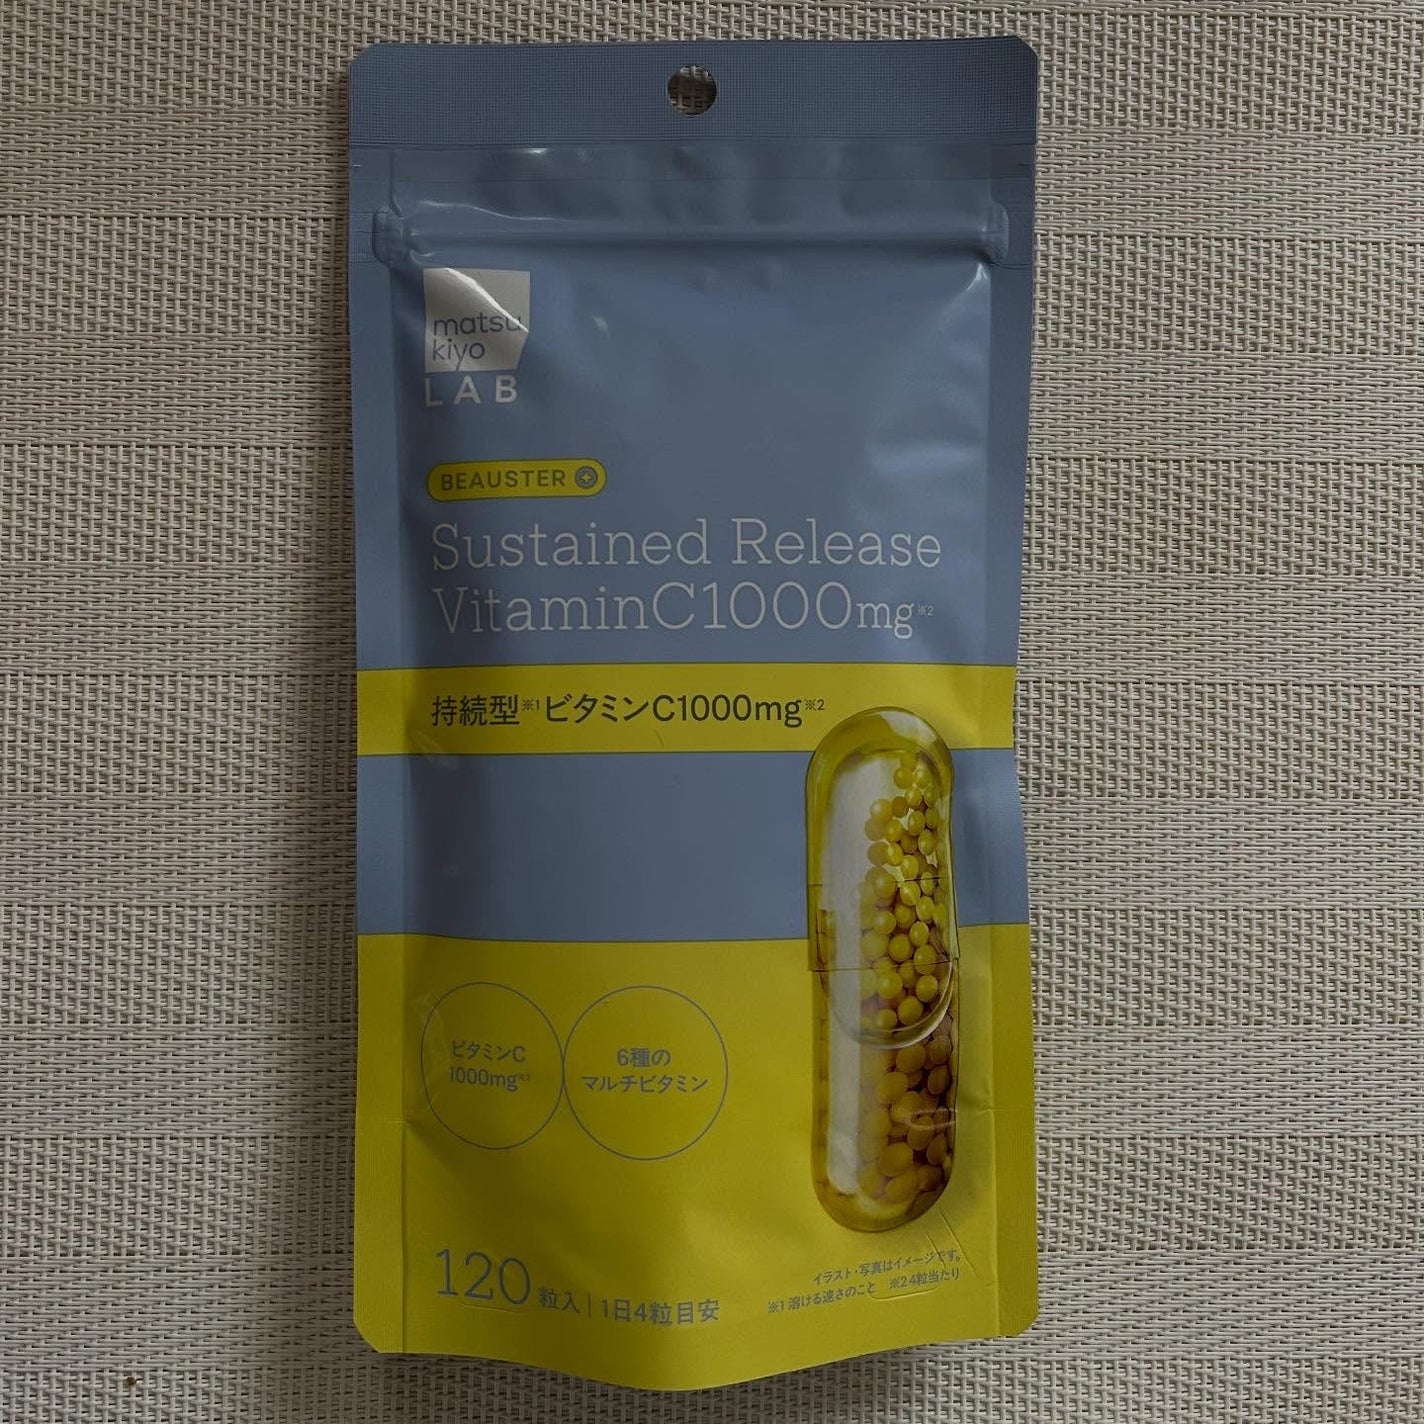 matsu
kiyo
LAB
BEAUSTER
Sustained Release
VitaminC1000mg※2
持続型※1ビタミンC1000mg※2
ビタミンC
1000mg※2
6種の
マルチビタミン
120粒入|1日4粒目安
イラスト・写真はイメージです。
※1 溶ける速さのこと ※2 4粒当たり